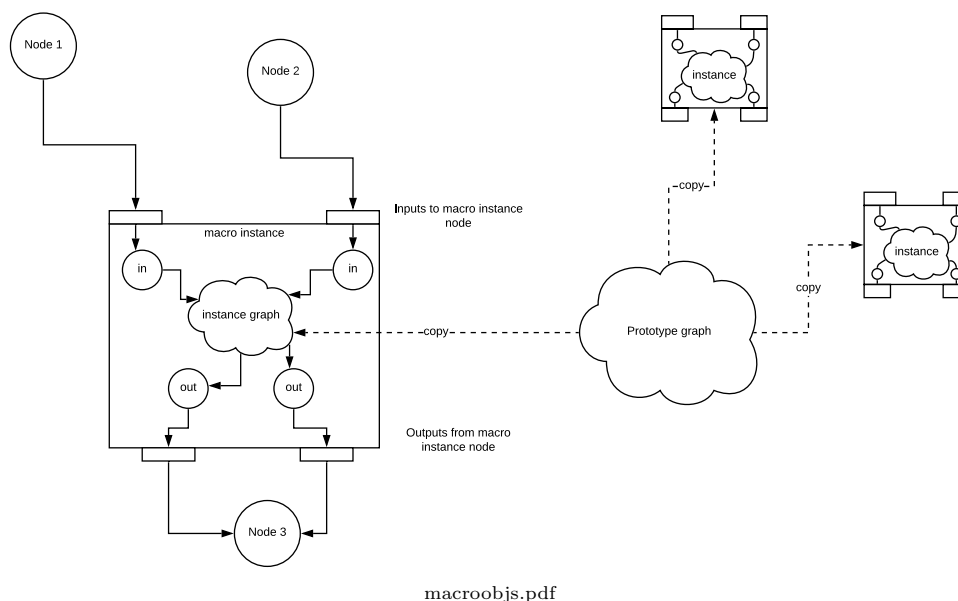 Node 1
Node 2
instance
copy
Inputs to macro instance
node
macro instance
in
in
instance
copy
instance graph
copy
Prototype graph
out
out
Outputs from macro
instance node
Node 3
macroobjs.pdf